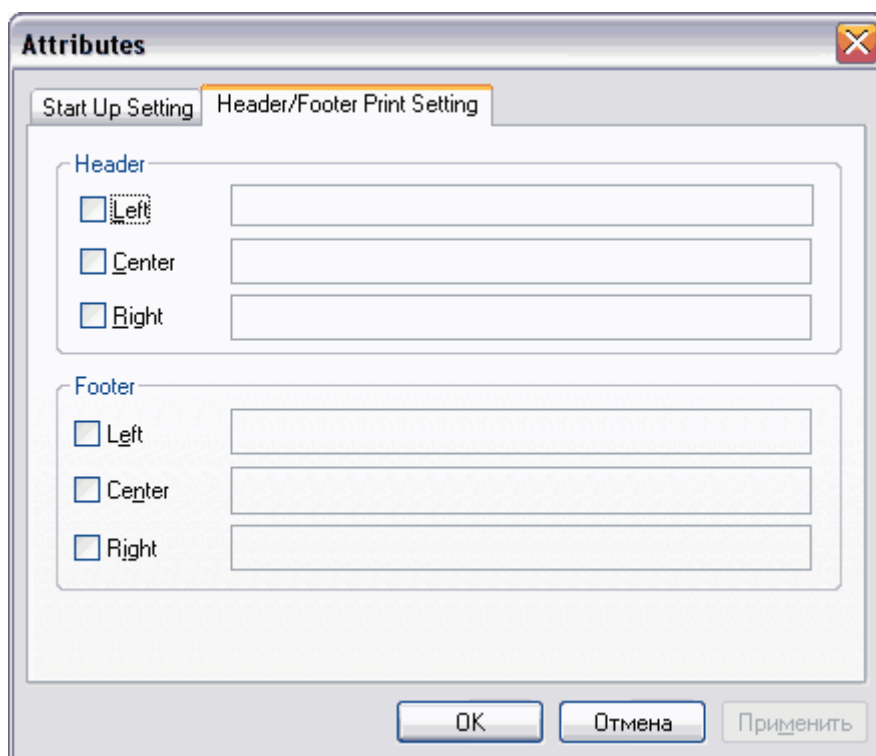 Attributes
Start Up Setting Header/Footer Print Setting
Header
Left
Center
Right
Footer
Left
Center
Right
OK Отмена Применить